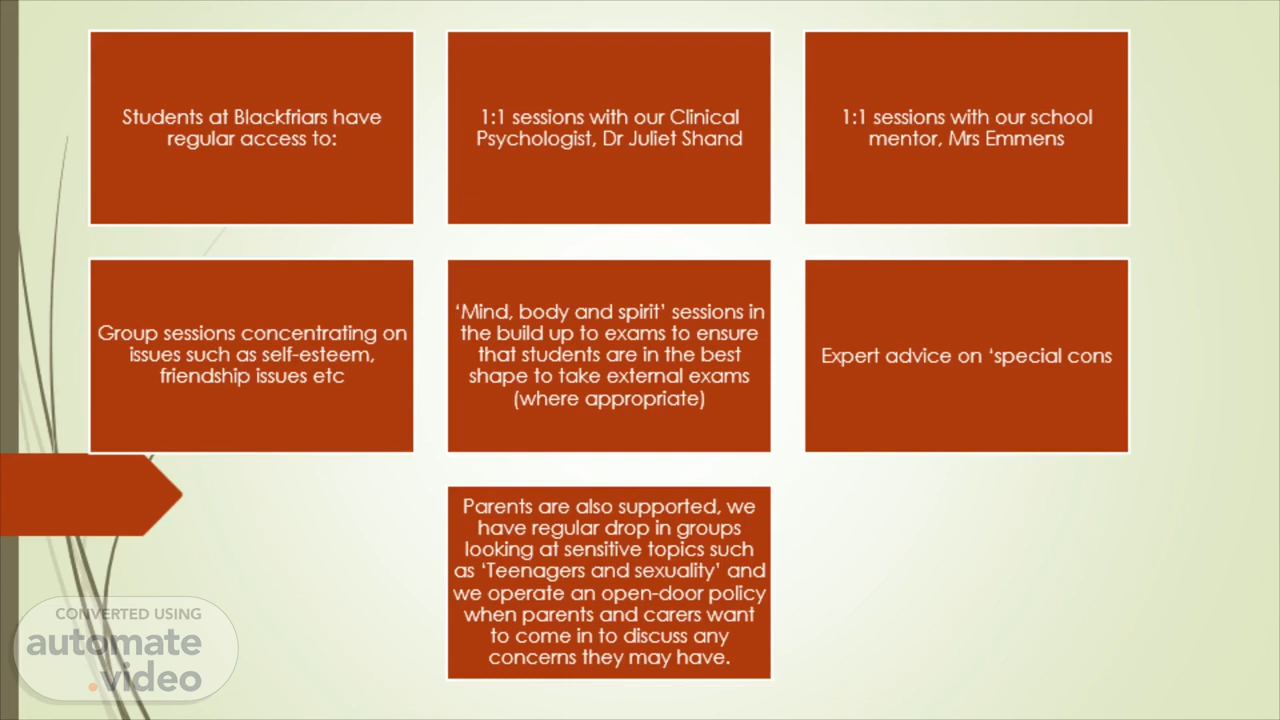 Students at Blackfriars have
regular access to:
1:1 sessions with our Clinical
Psychologist, Dr Juliet Shand
1:1 sessions with our school
mentor, Mrs Emmens
Group sessions concentrating on
issues such as self-esteem,
friendship issues etc
‘Mind, body and spirit’ sessions in
the build up to exams to ensure
that students are in the best
shape to take external exams
(where appropriate)
Expert advice on ‘special cons
Parents are also supported, we
have regular drop in groups
looking at sensitive topics such
as ‘Teenagers and sexuality’ and
we operate an open-door policy
when parents and carers want
to come in to discuss any
concerns they may have.
CONVERTED USING
automate
.video